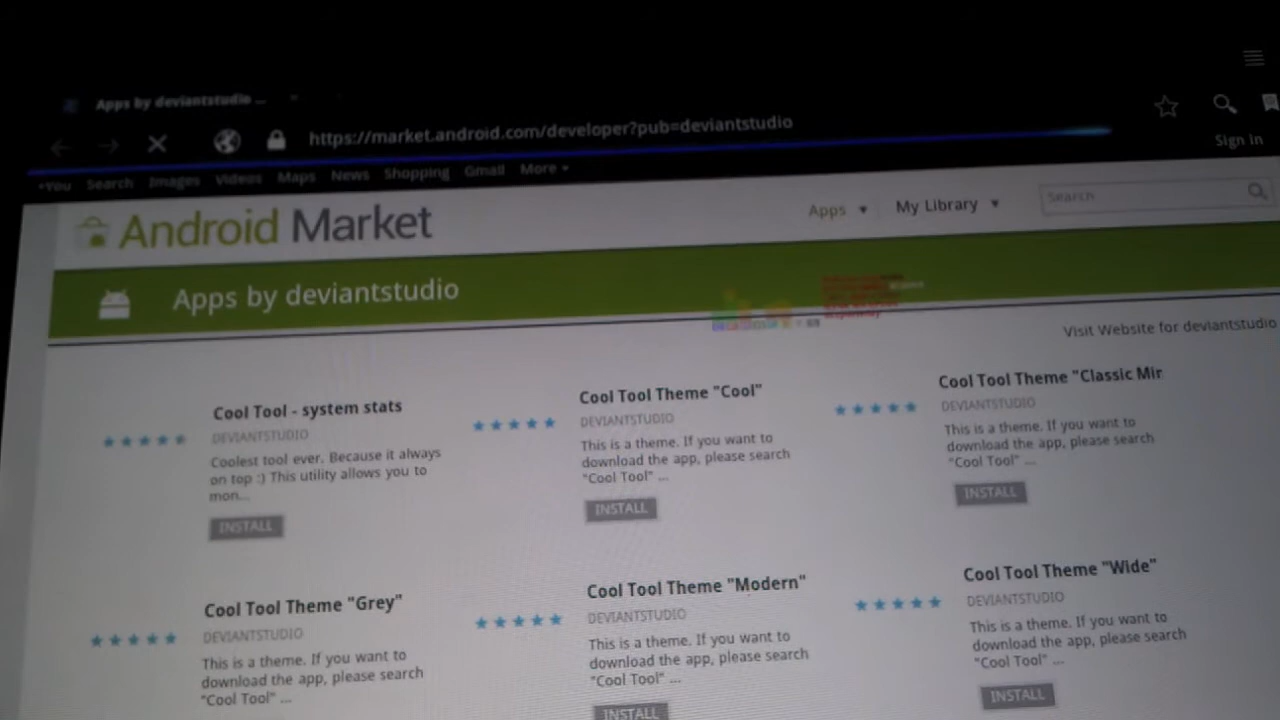 Apps by deviantstudio ...
https://market.android.com/developer?pub=deviantstudio
Sign in
+You Search Images Videos Maps News Shopping Gmail More
Android Market
Apps My Library Search
Apps by deviantstudio
Visit Website for deviantstudio
Cool Tool - system stats
DEVIANTSTUDIO
Coolest tool ever. Because it always
on top :) This utility allows you to
mon...
INSTALL
Cool Tool Theme "Cool"
DEVIANTSTUDIO
This is a theme. If you want to
download the app, please search
"Cool Tool" ...
INSTALL
Cool Tool Theme "Classic Mir
DEVIANTSTUDIO
This is a theme. If you want to
download the app, please search
"Cool Tool" ...
INSTALL
Cool Tool Theme "Grey"
DEVIANTSTUDIO
This is a theme. If you want to
download the app, please search
"Cool Tool" ...
Cool Tool Theme "Modern"
DEVIANTSTUDIO
This is a theme. If you want to
download the app, please search
"Cool Tool" ...
INSTALL
Cool Tool Theme "Wide"
DEVIANTSTUDIO
This is a theme. If you want to
download the app, please search
"Cool Tool" ...
INSTALL